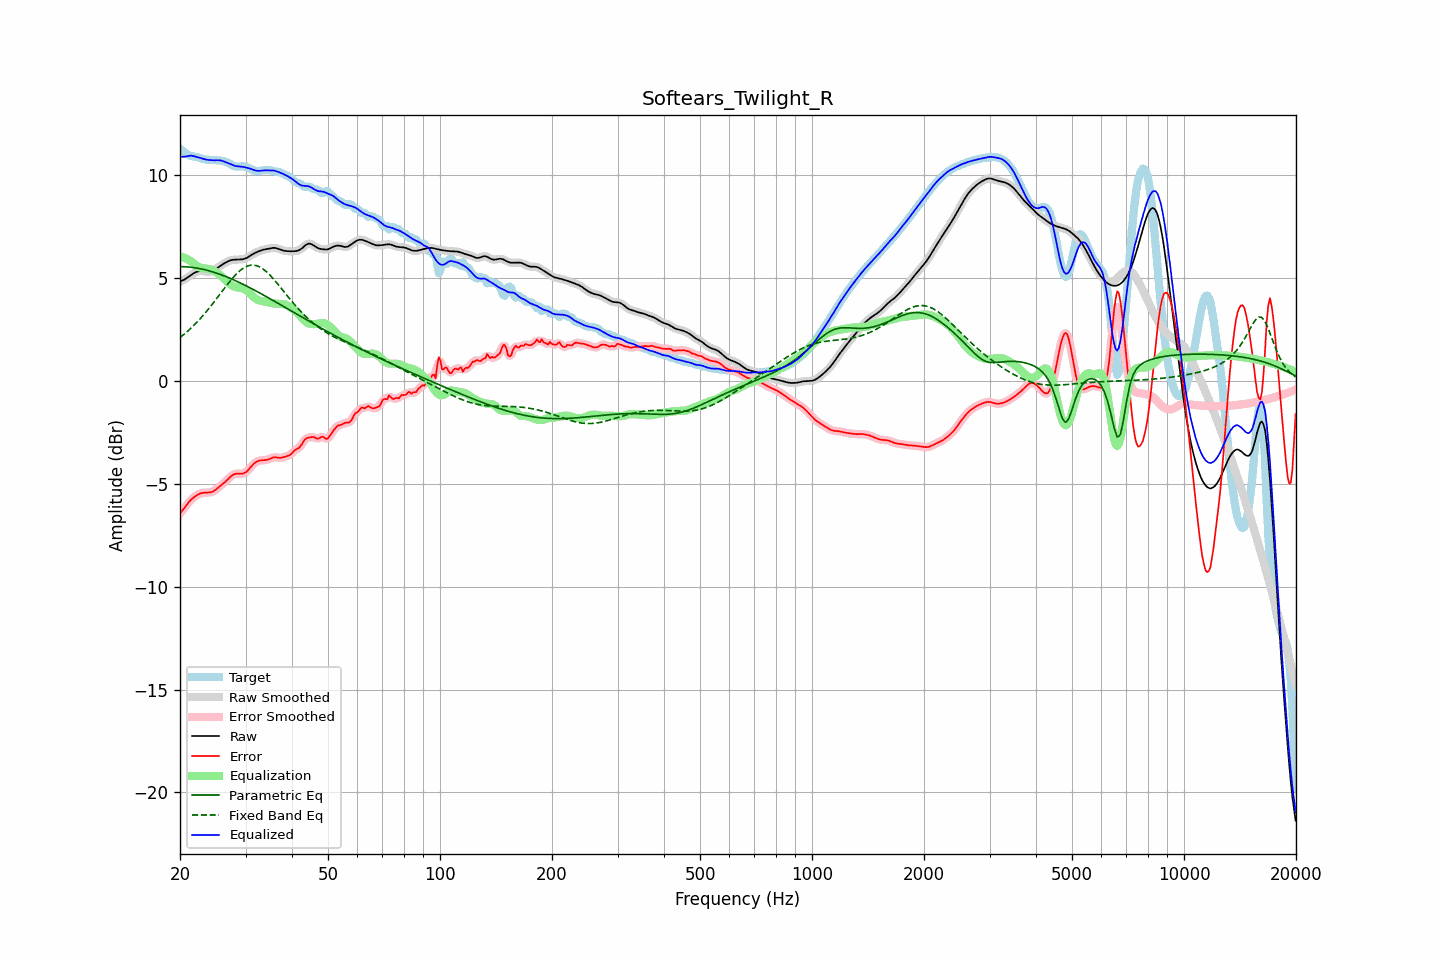 Softears_Twilight_R
Amplitude (dBr)
10
5
0
−5
−10
−15
−20
Target
Raw Smoothed
Error Smoothed
Raw
Error
Equalization
Parametric Eq
Fixed Band Eq
Equalized
20 50 100 200 500 1000 2000 5000 10000 20000
Frequency (Hz)